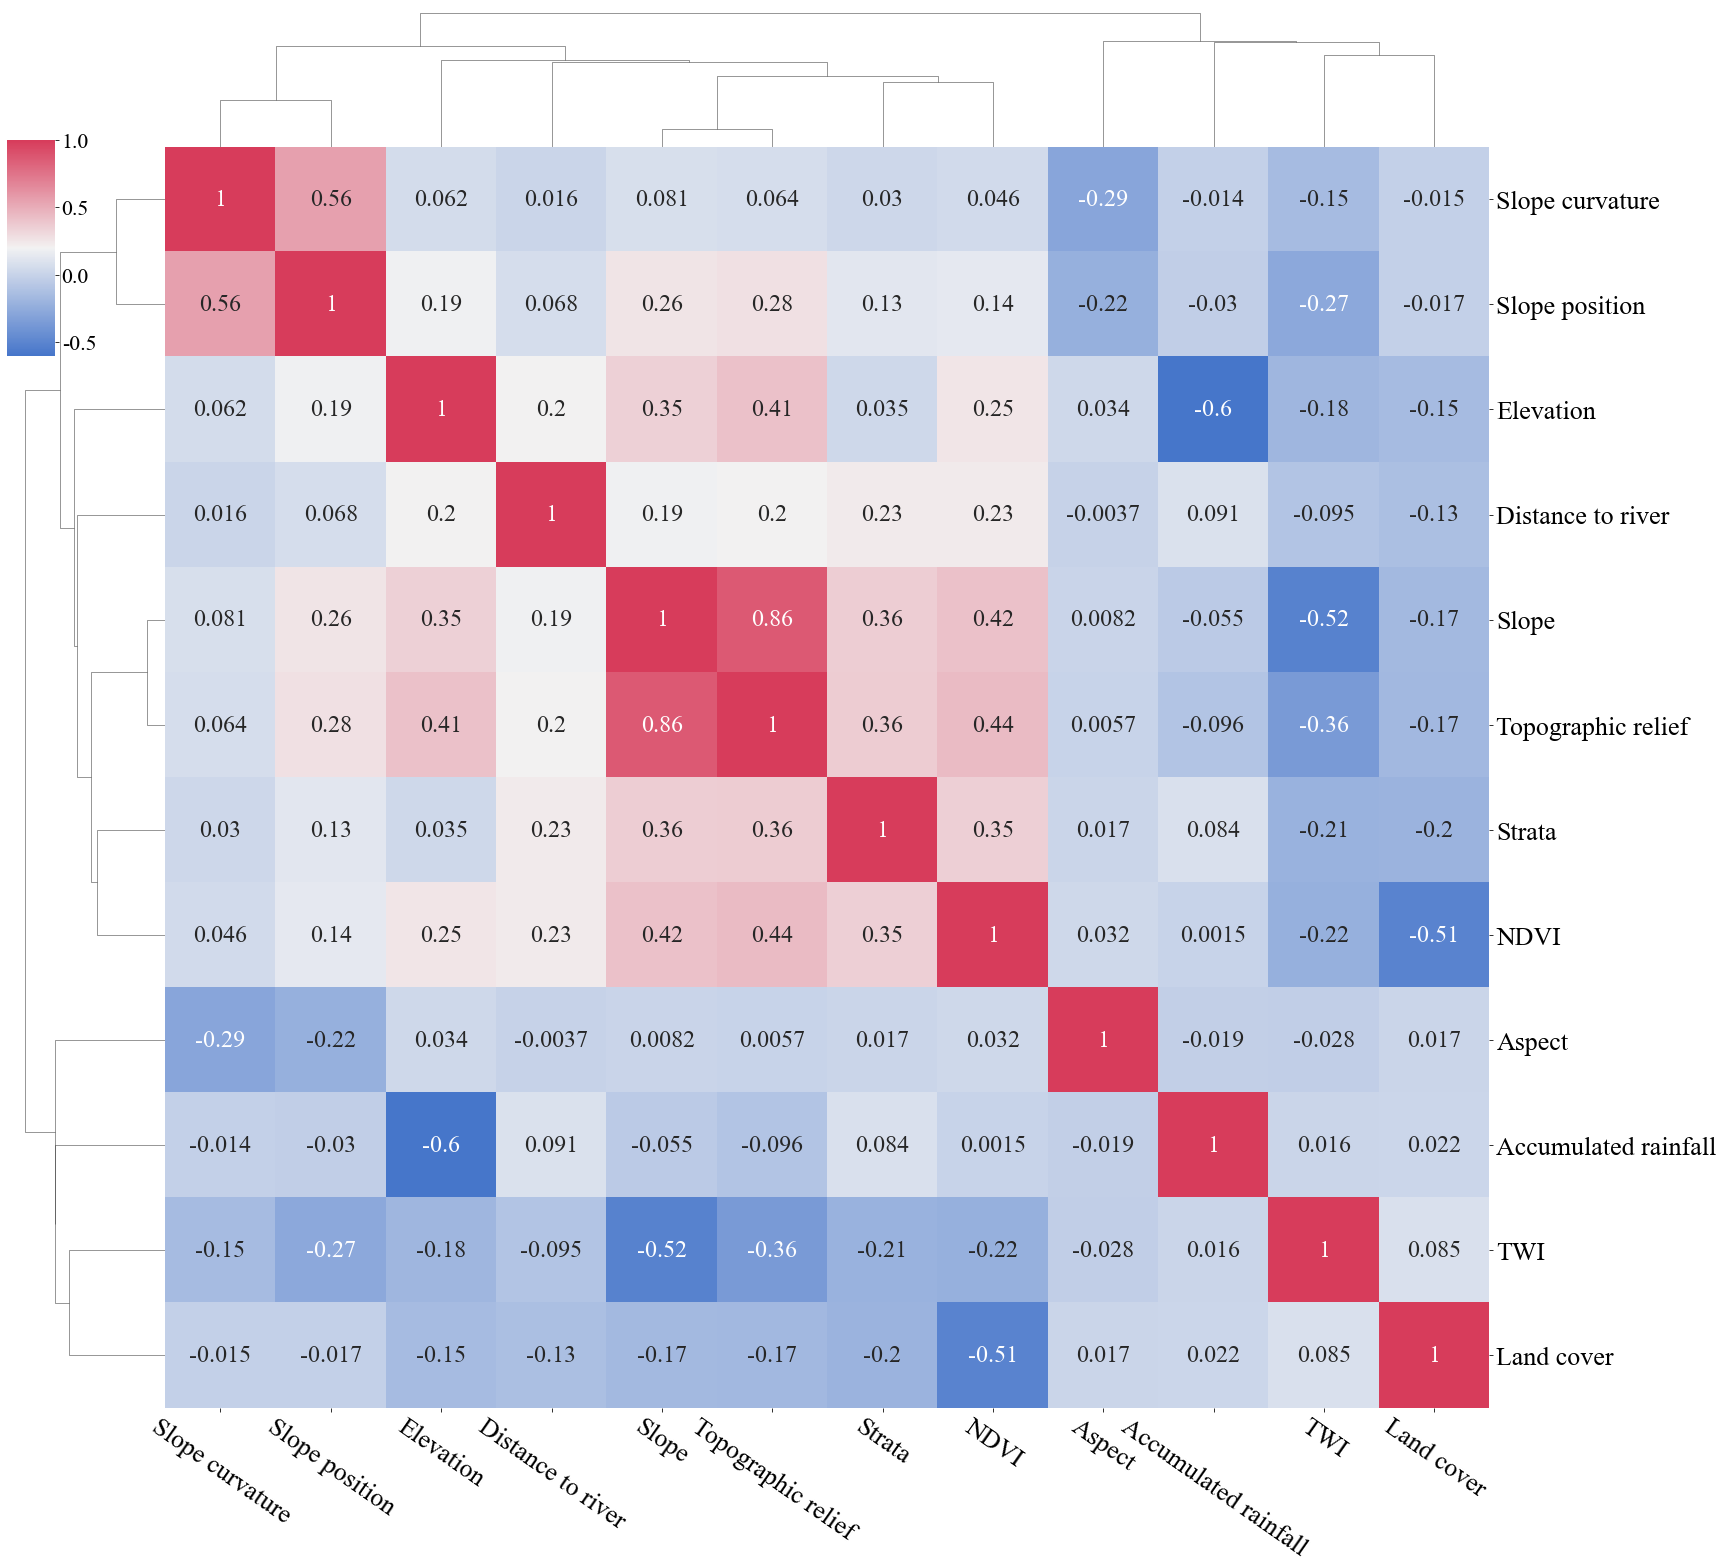 1.0
0.5
0.0
-0.5
1 0.56 0.062 0.016 0.081 0.064 0.03 0.046 -0.29 -0.014 -0.15 -0.015 Slope curvature
0.56 1 0.19 0.068 0.26 0.28 0.13 0.14 -0.22 -0.03 -0.27 -0.017 Slope position
0.062 0.19 1 0.2 0.35 0.41 0.035 0.25 0.034 -0.6 -0.18 -0.15 Elevation
0.016 0.068 0.2 1 0.19 0.2 0.23 0.23 -0.0037 0.091 -0.095 -0.13 Distance to river
0.081 0.26 0.35 0.19 1 0.86 0.36 0.42 0.0082 -0.055 -0.52 -0.17 Slope
0.064 0.28 0.41 0.2 0.86 1 0.36 0.44 0.0057 -0.096 -0.36 -0.17 Topographic relief
0.03 0.13 0.035 0.23 0.36 0.36 1 0.35 0.017 0.084 -0.21 -0.2 Strata
0.046 0.14 0.25 0.23 0.42 0.44 0.35 1 0.032 0.0015 -0.22 -0.51 NDVI
-0.29 -0.22 0.034 -0.0037 0.0082 0.0057 0.017 0.032 1 -0.019 -0.028 0.017 Aspect
-0.014 -0.03 -0.6 0.091 -0.055 -0.096 0.084 0.0015 -0.019 1 0.016 0.022 Accumulated rainfall
-0.15 -0.27 -0.18 -0.095 -0.52 -0.36 -0.21 -0.22 -0.028 0.016 1 0.085 TWI
-0.015 -0.017 -0.15 -0.13 -0.17 -0.17 -0.2 -0.51 0.017 0.022 0.085 1 Land cover
Slope curvature
Slope position
Elevation
Distance to river
Slope
Topographic relief
Strata
NDVI
Aspect
Accumulated rainfall
TWI
Land cover